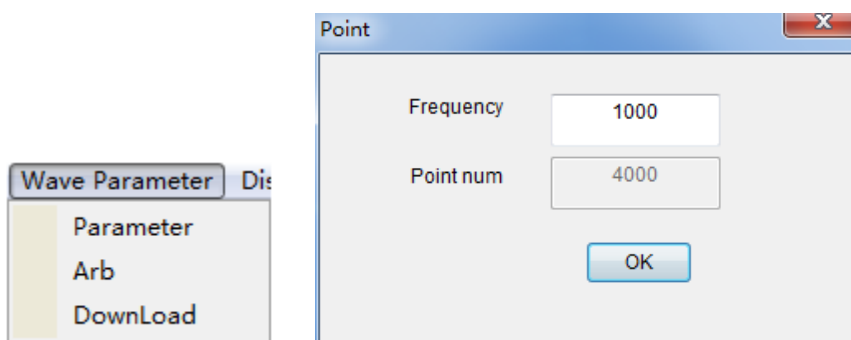 Wave Parameter
Parameter
Arb
DownLoad
Point
Frequency 1000
Point num 4000
OK